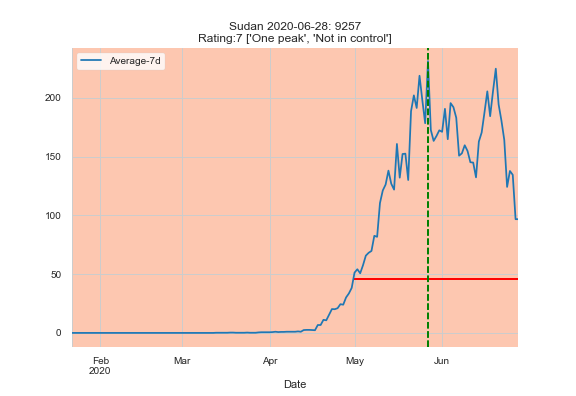 Sudan 2020-06-28: 9257
Rating:7 ['One peak', 'Not in control']
Average-7d
200
150
100
50
0
Feb
2020
Mar
Apr
May
Jun
Date